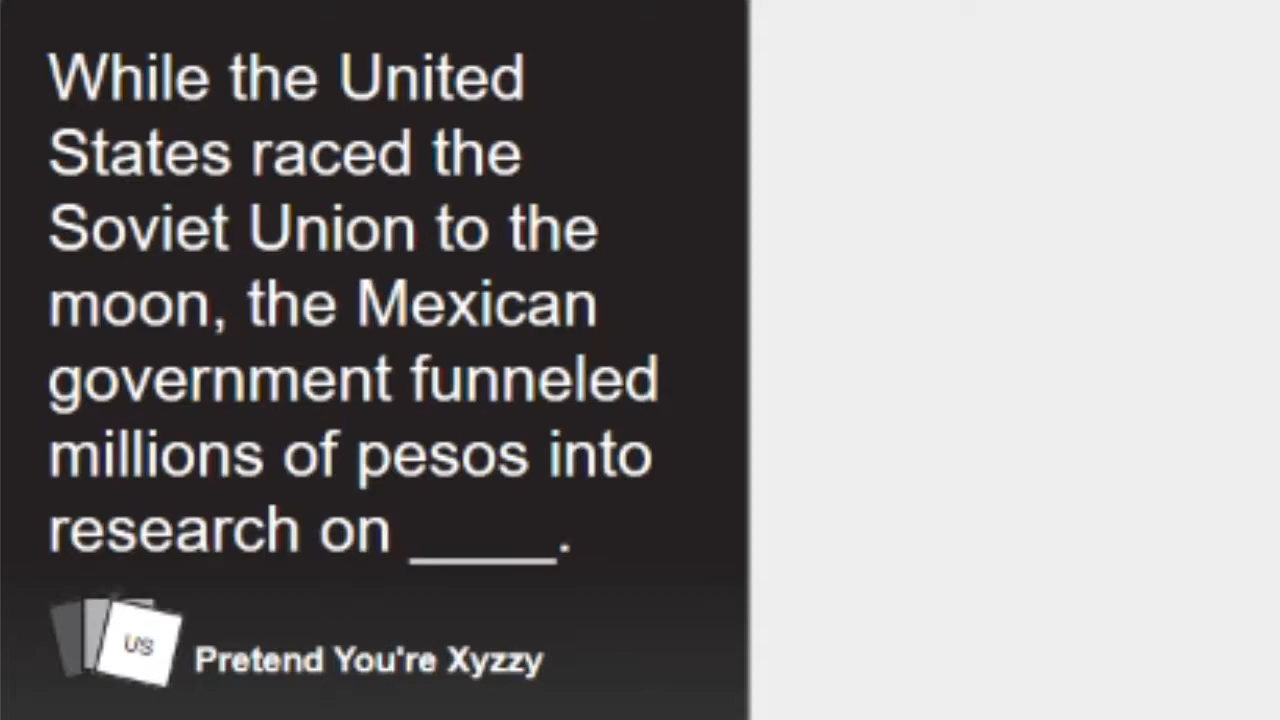 While the United
States raced the
Soviet Union to the
moon, the Mexican
government funneled
millions of pesos into
research on _____.
US
Pretend You're Xyzzy